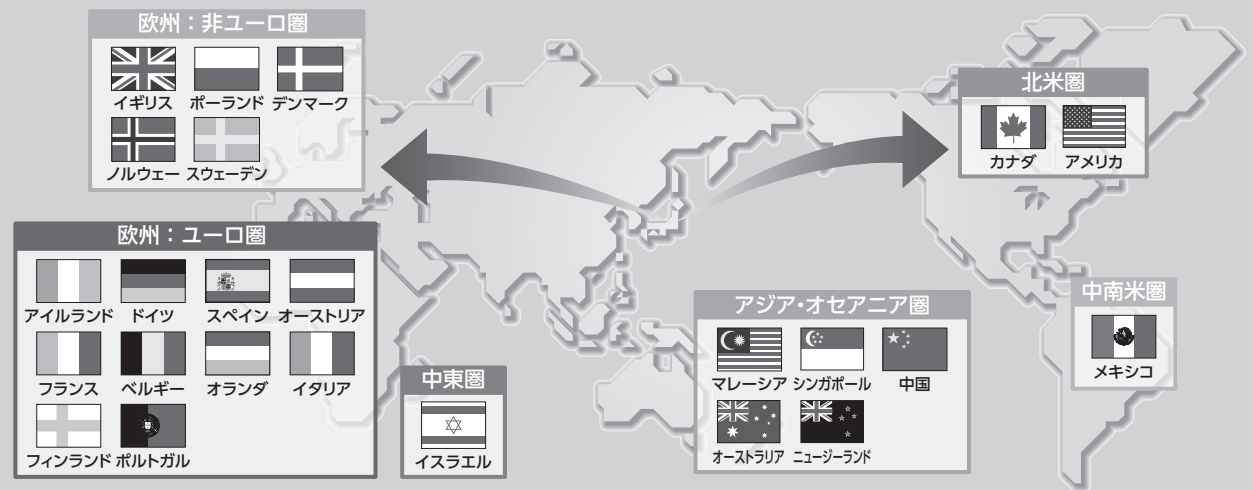 欧州：非ユーロ圏
イギリス ポーランド デンマーク
ノルウェー スウェーデン
欧州：ユーロ圏
アイルランド ドイツ スペイン オーストリア
フランス ベルギー オランダ イタリア
フィンランド ポルトガル
中東圏
イスラエル
アジア・オセアニア圏
マレーシア シンガポール 中国
オーストラリア ニュージーランド
北米圏
カナダ アメリカ
中南米圏
メキシコ